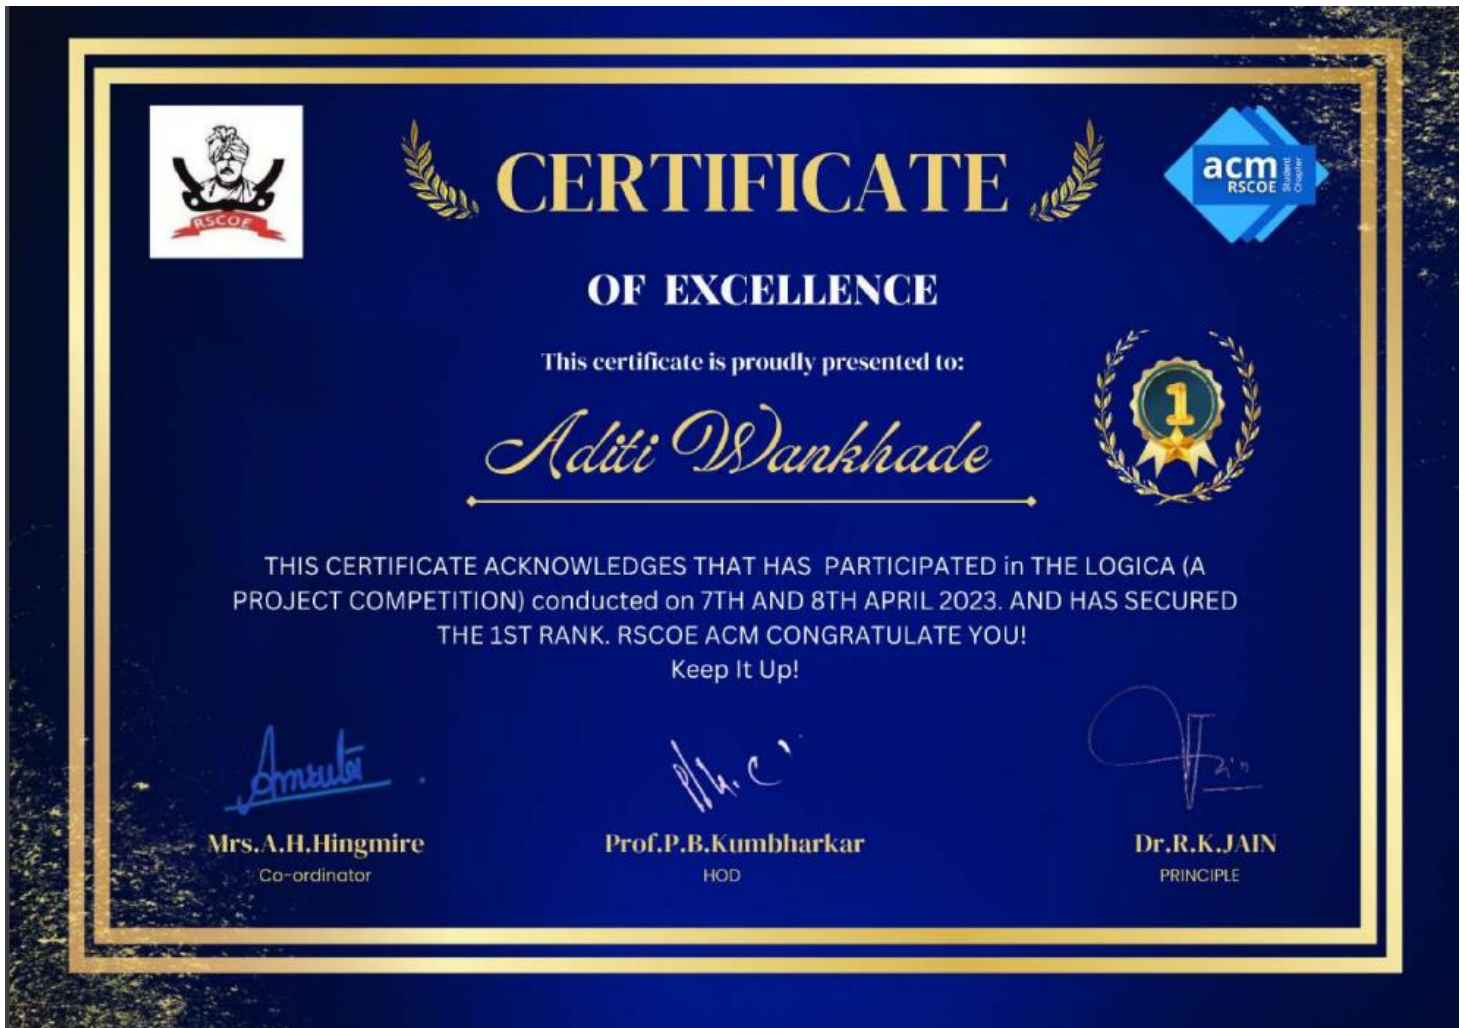 RSCOE
acm
RSCOE
Student
Chapter
CERTIFICATE
OF EXCELLENCE
This certificate is proudly presented to:
1
Aditi Wankhade
THIS CERTIFICATE ACKNOWLEDGES THAT HAS PARTICIPATED in THE LOGICA (A
PROJECT COMPETITION) conducted on 7TH AND 8TH APRIL 2023. AND HAS SECURED
THE 1ST RANK. RSCOE ACM CONGRATULATE YOU!
Keep It Up!
Mrs.A.H.Hingmire
Co-ordinator
Prof.P.B.Kumbharkar
HOD
Dr.R.K.JAIN
PRINCIPLE